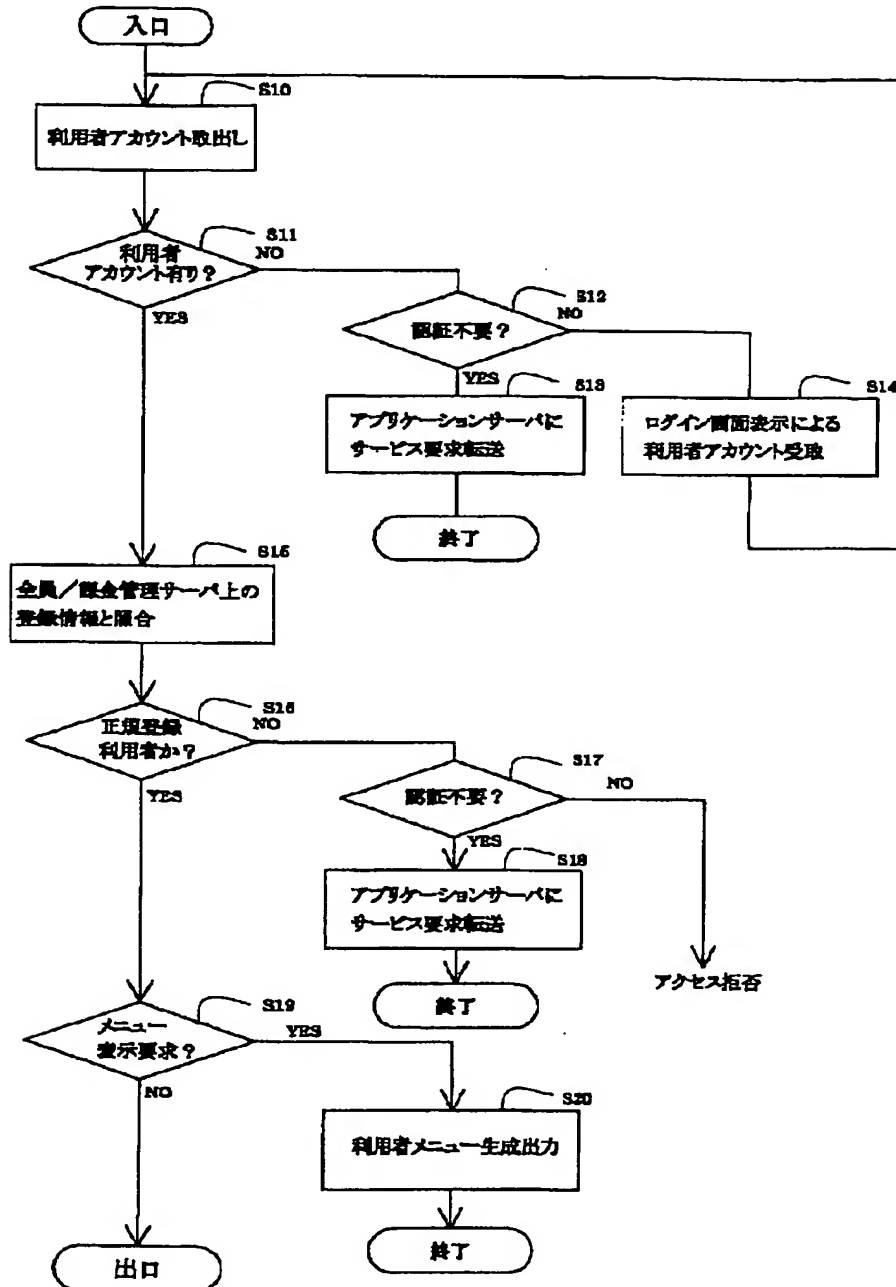 入口
S10
利用者アカウント取出し
S11
利用者
アカウント有り？
NO
YES
S12
認証不要？
NO
YES
S13
アプリケーションサーバに
サービス要求転送
終了
S14
ログイン画面表示による
利用者アカウント受取
S15
会員／課金管理サーバ上の
登録情報と照合
S16
正規登録
利用者か？
NO
YES
S17
認証不要？
NO
YES
S18
アプリケーションサーバに
サービス要求転送
終了
アクセス拒否
S19
メニュー
表示要求？
YES
NO
S20
利用者メニュー生成出力
終了
出口